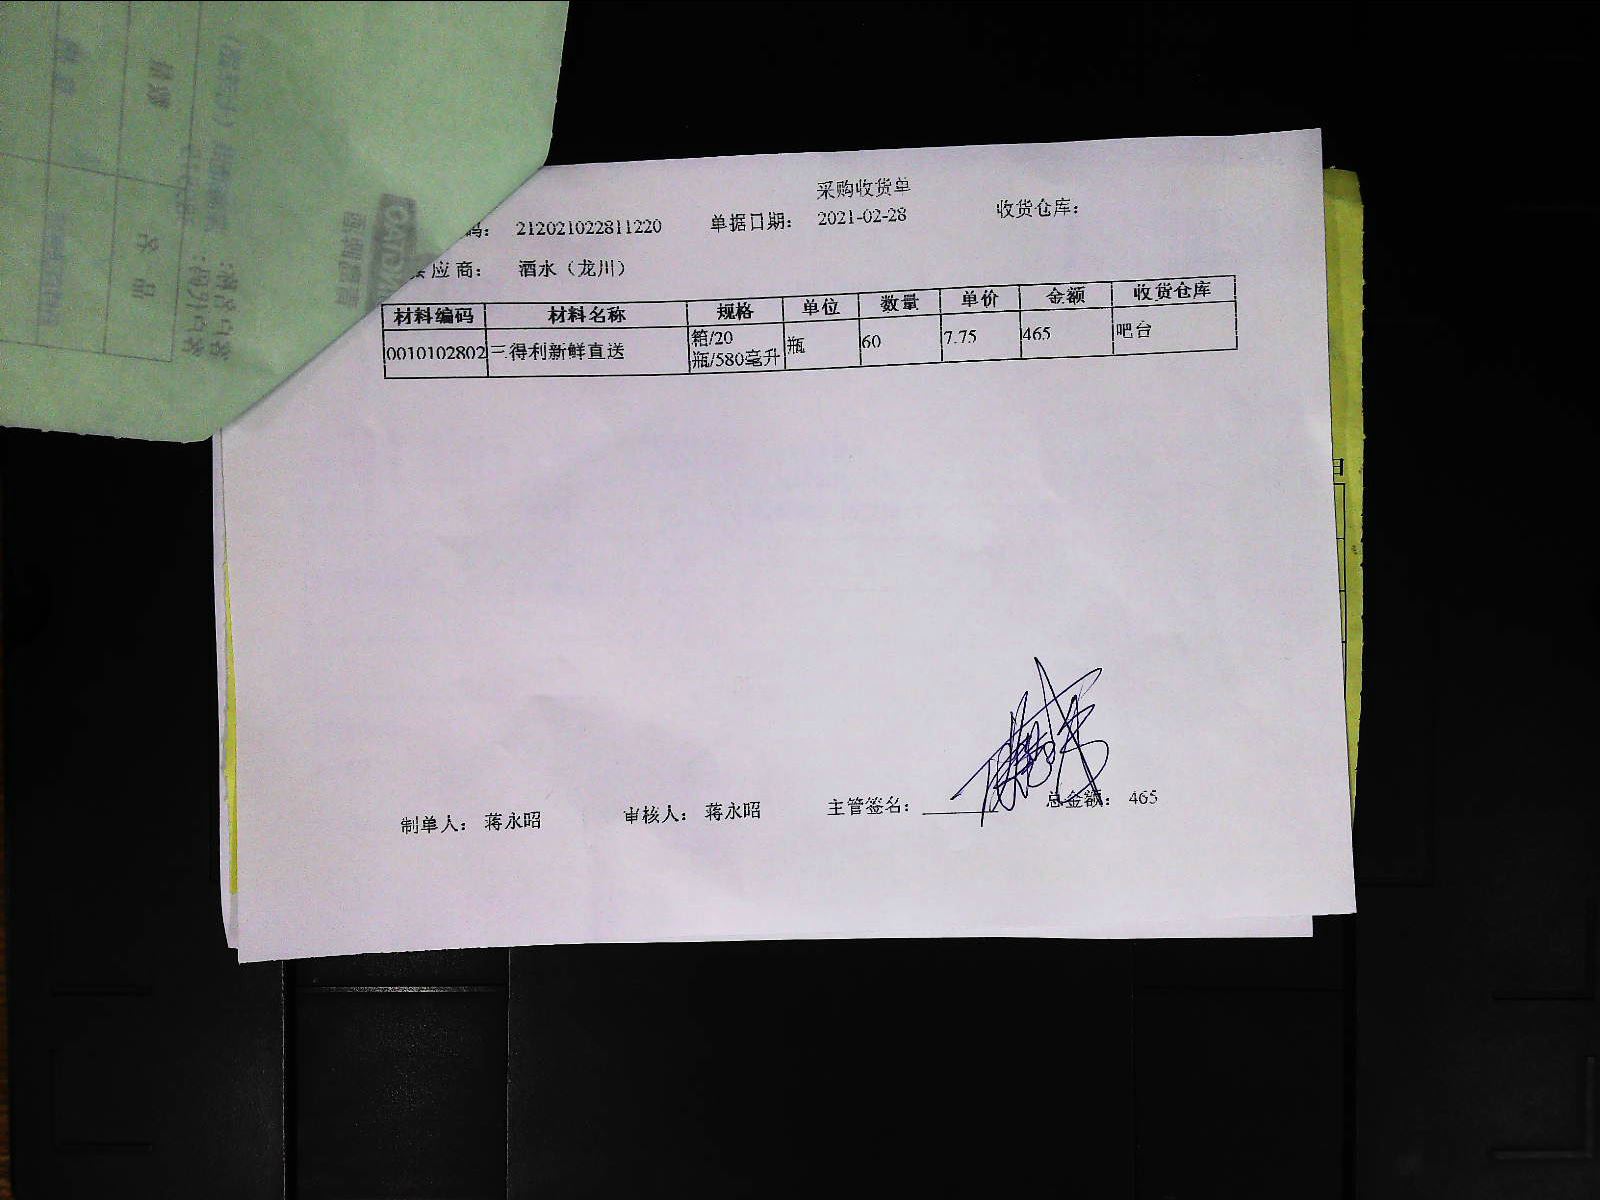 采购收货单
码： 212021022811220 单据日期： 2021-02-28 收货仓库：
应商： 酒水（龙川）
材料编码 材料名称 规格 单位 数量 单价 金额 收货仓库
0010102802 三得利新鲜直送 箱/20瓶/580毫升 瓶 60 7.75 465 吧台
制单人： 蒋永昭 审核人： 蒋永昭 主管签名： 总金额： 465
日